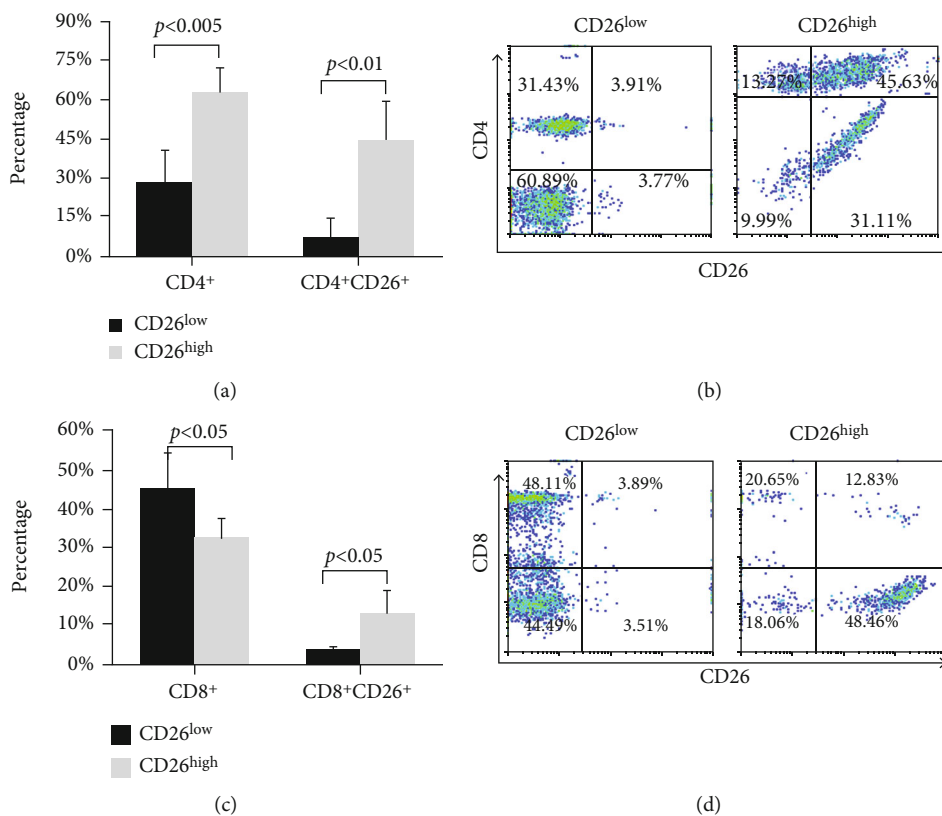 90%
75%
60%
45%
30%
15%
0%
Percentage
p<0.005
p<0.01
CD4+
CD4+CD26+
CD26low
CD26high
(a)
CD26low
CD26high
31.43%
3.91%
60.89%
3.77%
13.27%
45.63%
9.99%
31.11%
CD4
CD26
(b)
60%
50%
40%
30%
20%
10%
0%
Percentage
p<0.05
p<0.05
CD8+
CD8+CD26+
CD26low
CD26high
(c)
CD26low
CD26high
48.11%
3.89%
44.49%
3.51%
20.65%
12.83%
18.06%
48.46%
CD8
CD26
(d)